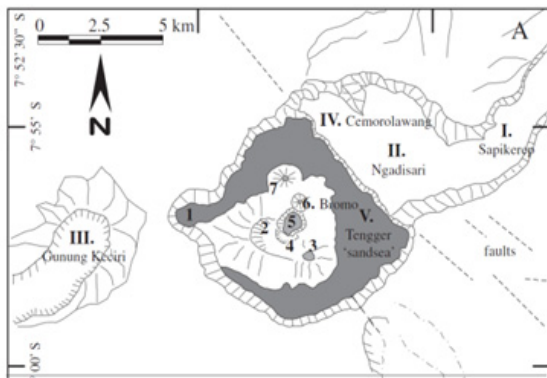 0 2.5 5 km
A
7° 52' 30" S
N
7° 55' S
IV. Cemorolawang
I.
Sapikerep
II.
Ngadisari
7
6. Bromo
1
5
V.
Tengger
'sandsea'
2
4
3
III.
Gunung Keciri
faults
00' S